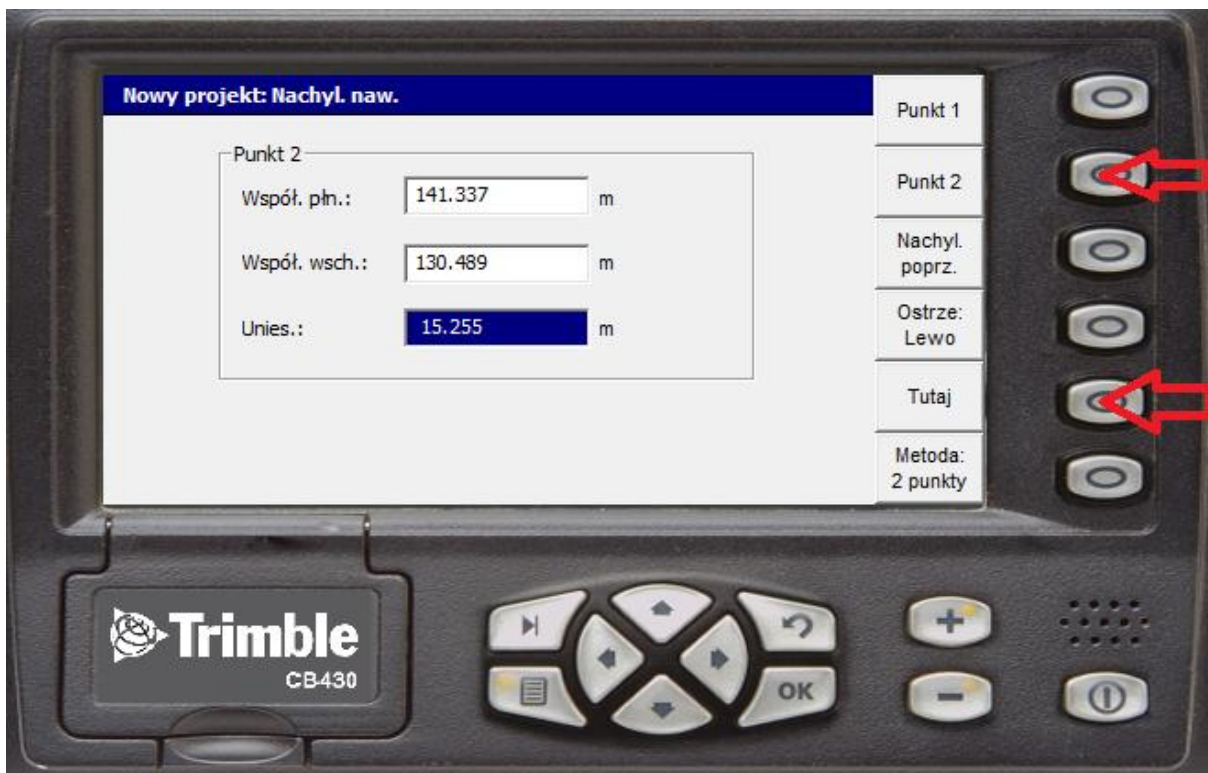 Nowy projekt: Nachyl. naw.
Punkt 2
Współ. płn.: 141.337 m
Współ. wsch.: 130.489 m
Unies.: 15.255 m
Punkt 1
Punkt 2
Nachyl.
poprz.
Ostrze:
Lewo
Tutaj
Metoda:
2 punkty
Trimble
CB430
OK